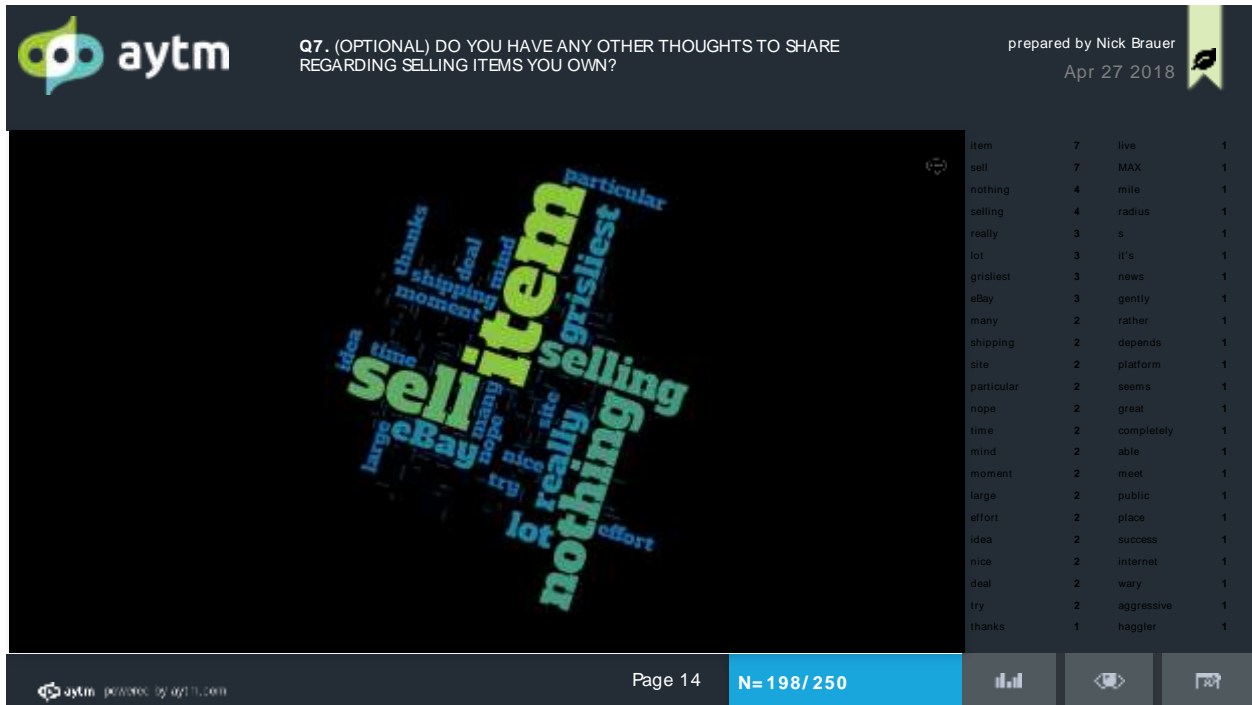 aytm
Q7. (OPTIONAL) DO YOU HAVE ANY OTHER THOUGHTS TO SHARE
REGARDING SELLING ITEMS YOU OWN?
prepared by Nick Brauer
Apr 27 2018
particular
item
grisliest
thanks
deal
mind
shipping
moment
idea
time
sell
selling
many
site
large
eBay
nope
nice
really
nothing
try
lot
effort
item 7 live 1
sell 7 MAX 1
nothing 4 mile 1
selling 4 radius 1
really 3 s 1
lot 3 it's 1
grisliest 3 news 1
eBay 3 gently 1
many 2 rather 1
shipping 2 depends 1
site 2 platform 1
particular 2 seems 1
nope 2 great 1
time 2 completely 1
mind 2 able 1
moment 2 meet 1
large 2 public 1
effort 2 place 1
idea 2 success 1
nice 2 internet 1
deal 2 wary 1
try 2 aggressive 1
thanks 1 haggler 1
aytm powered by aytm.com
Page 14
N=198/250